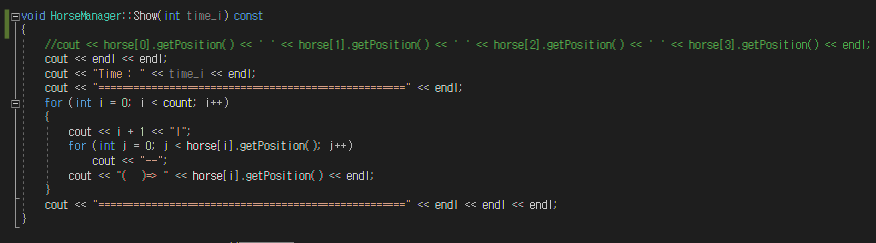 void HorseManager::Show(int time_i) const
{
//cout << horse[0].getPosition() << ' ' << horse[1].getPosition() << ' ' << horse[2].getPosition() << ' ' << horse[3].getPosition() << endl;
cout << endl << endl;
cout << "Time : " << time_i << endl;
cout << "===================================================" << endl;
for (int i = 0; i < count; i++)
{
cout << i + 1 << "|";
for (int j = 0; j < horse[i].getPosition(); j++)
cout << "--";
cout << "(  )=> " << horse[i].getPosition() << endl;
}
cout << "===================================================" << endl << endl << endl;
}